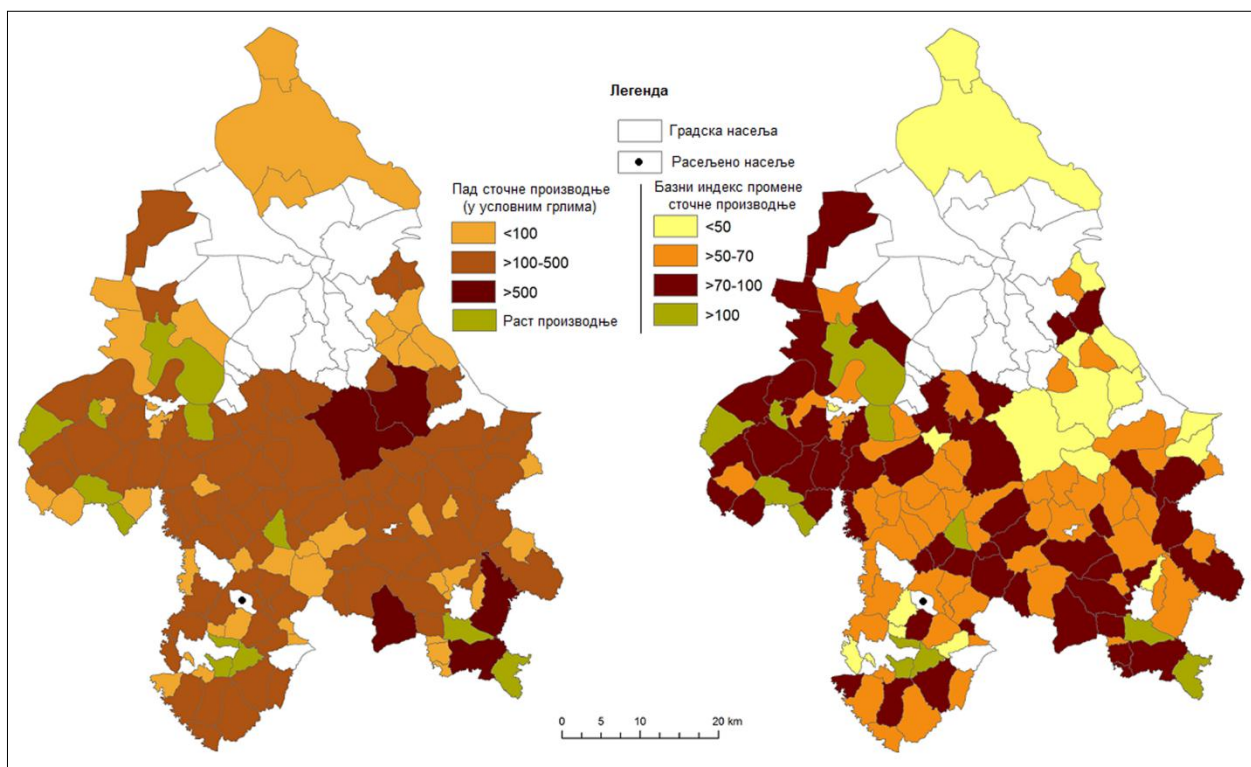 Легенда
Градска насеља
Расељено насеље
Пад сточне производње
(у условним грлима)
<100
>100-500
>500
Раст производње
Базни индекс промене
сточне производње
<50
>50-70
>70-100
>100
0 5 10 20 km